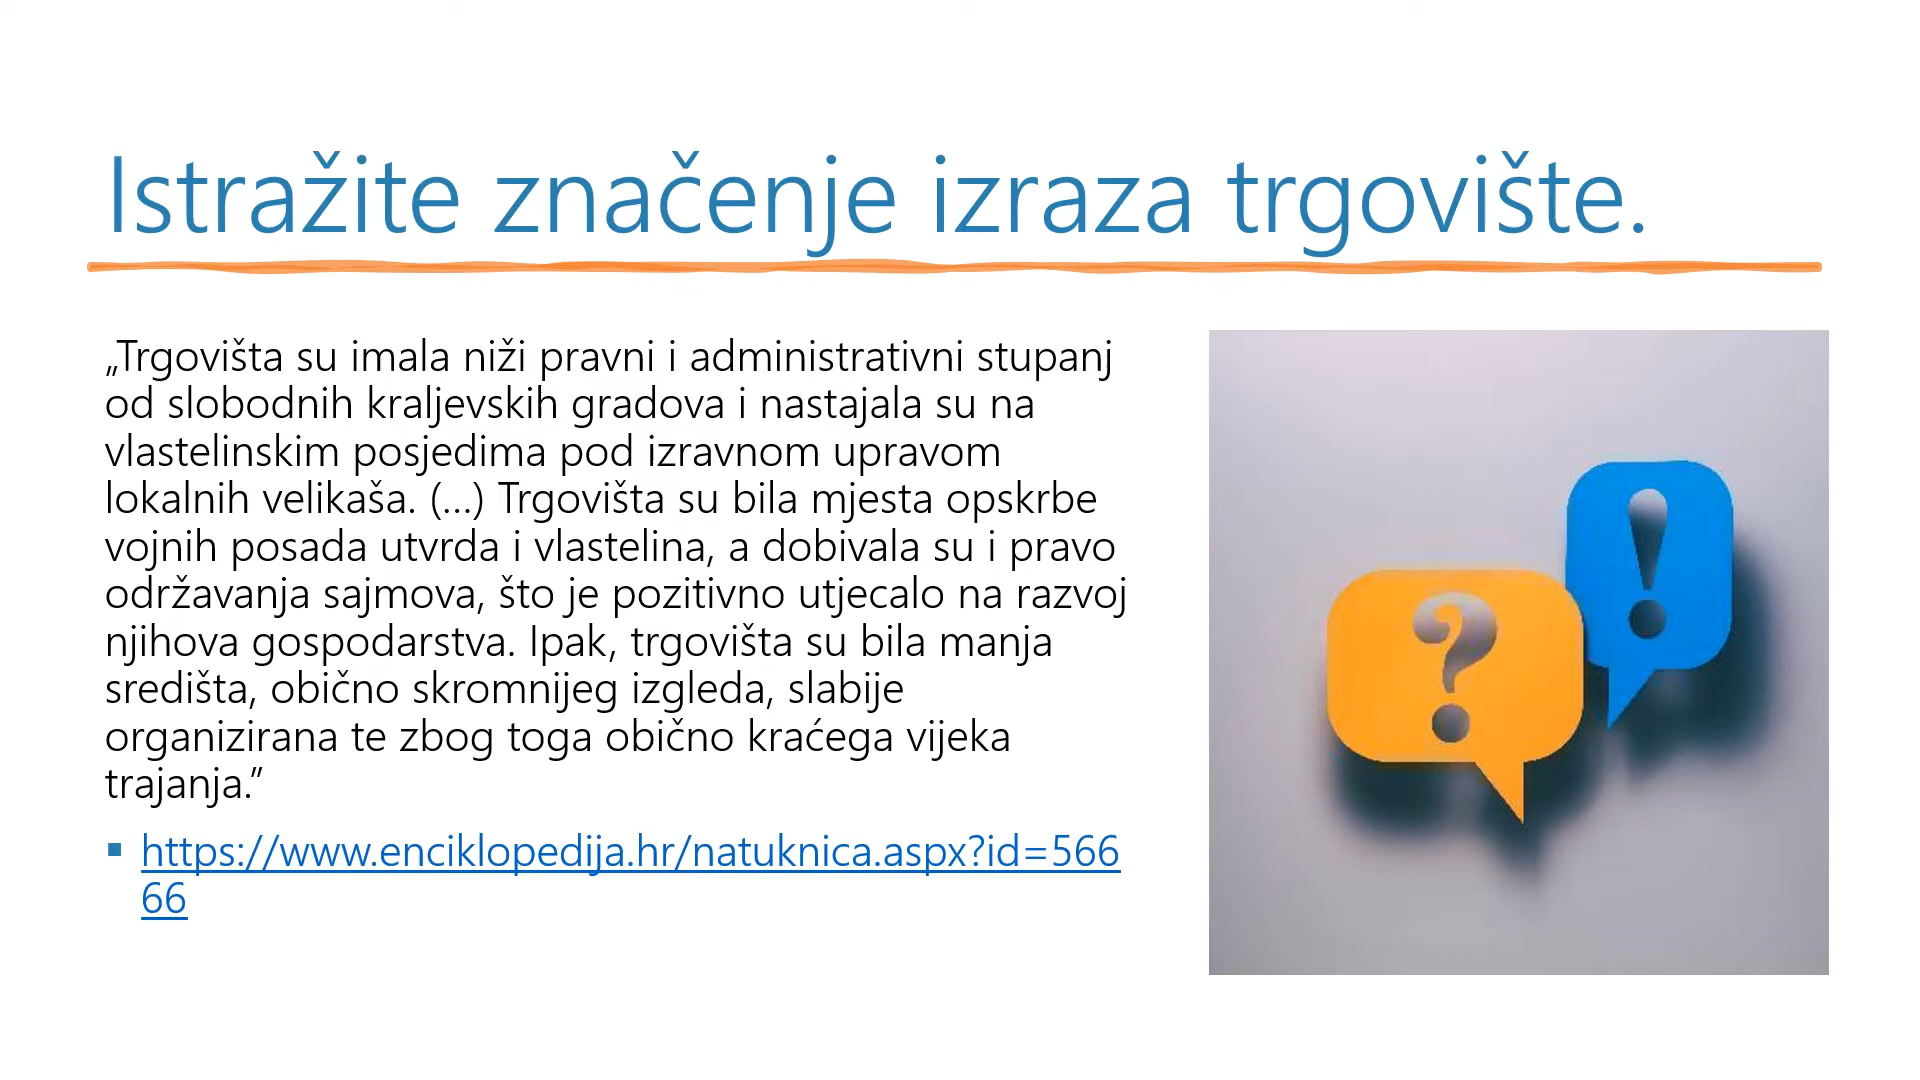 Istražite značenje izraza trgovište.
„Trgovišta su imala niži pravni i administrativni stupanj
od slobodnih kraljevskih gradova i nastajala su na
vlastelinskim posjedima pod izravnom upravom
lokalnih velikaša. (…) Trgovišta su bila mjesta opskrbe
vojnih posada utvrda i vlastelina, a dobivala su i pravo
održavanja sajmova, što je pozitivno utjecalo na razvoj
njihova gospodarstva. Ipak, trgovišta su bila manja
središta, obično skromnijeg izgleda, slabije
organizirana te zbog toga obično kraćega vijeka
trajanja.”
▪ https://www.enciklopedija.hr/natuknica.aspx?id=566
66
?
!